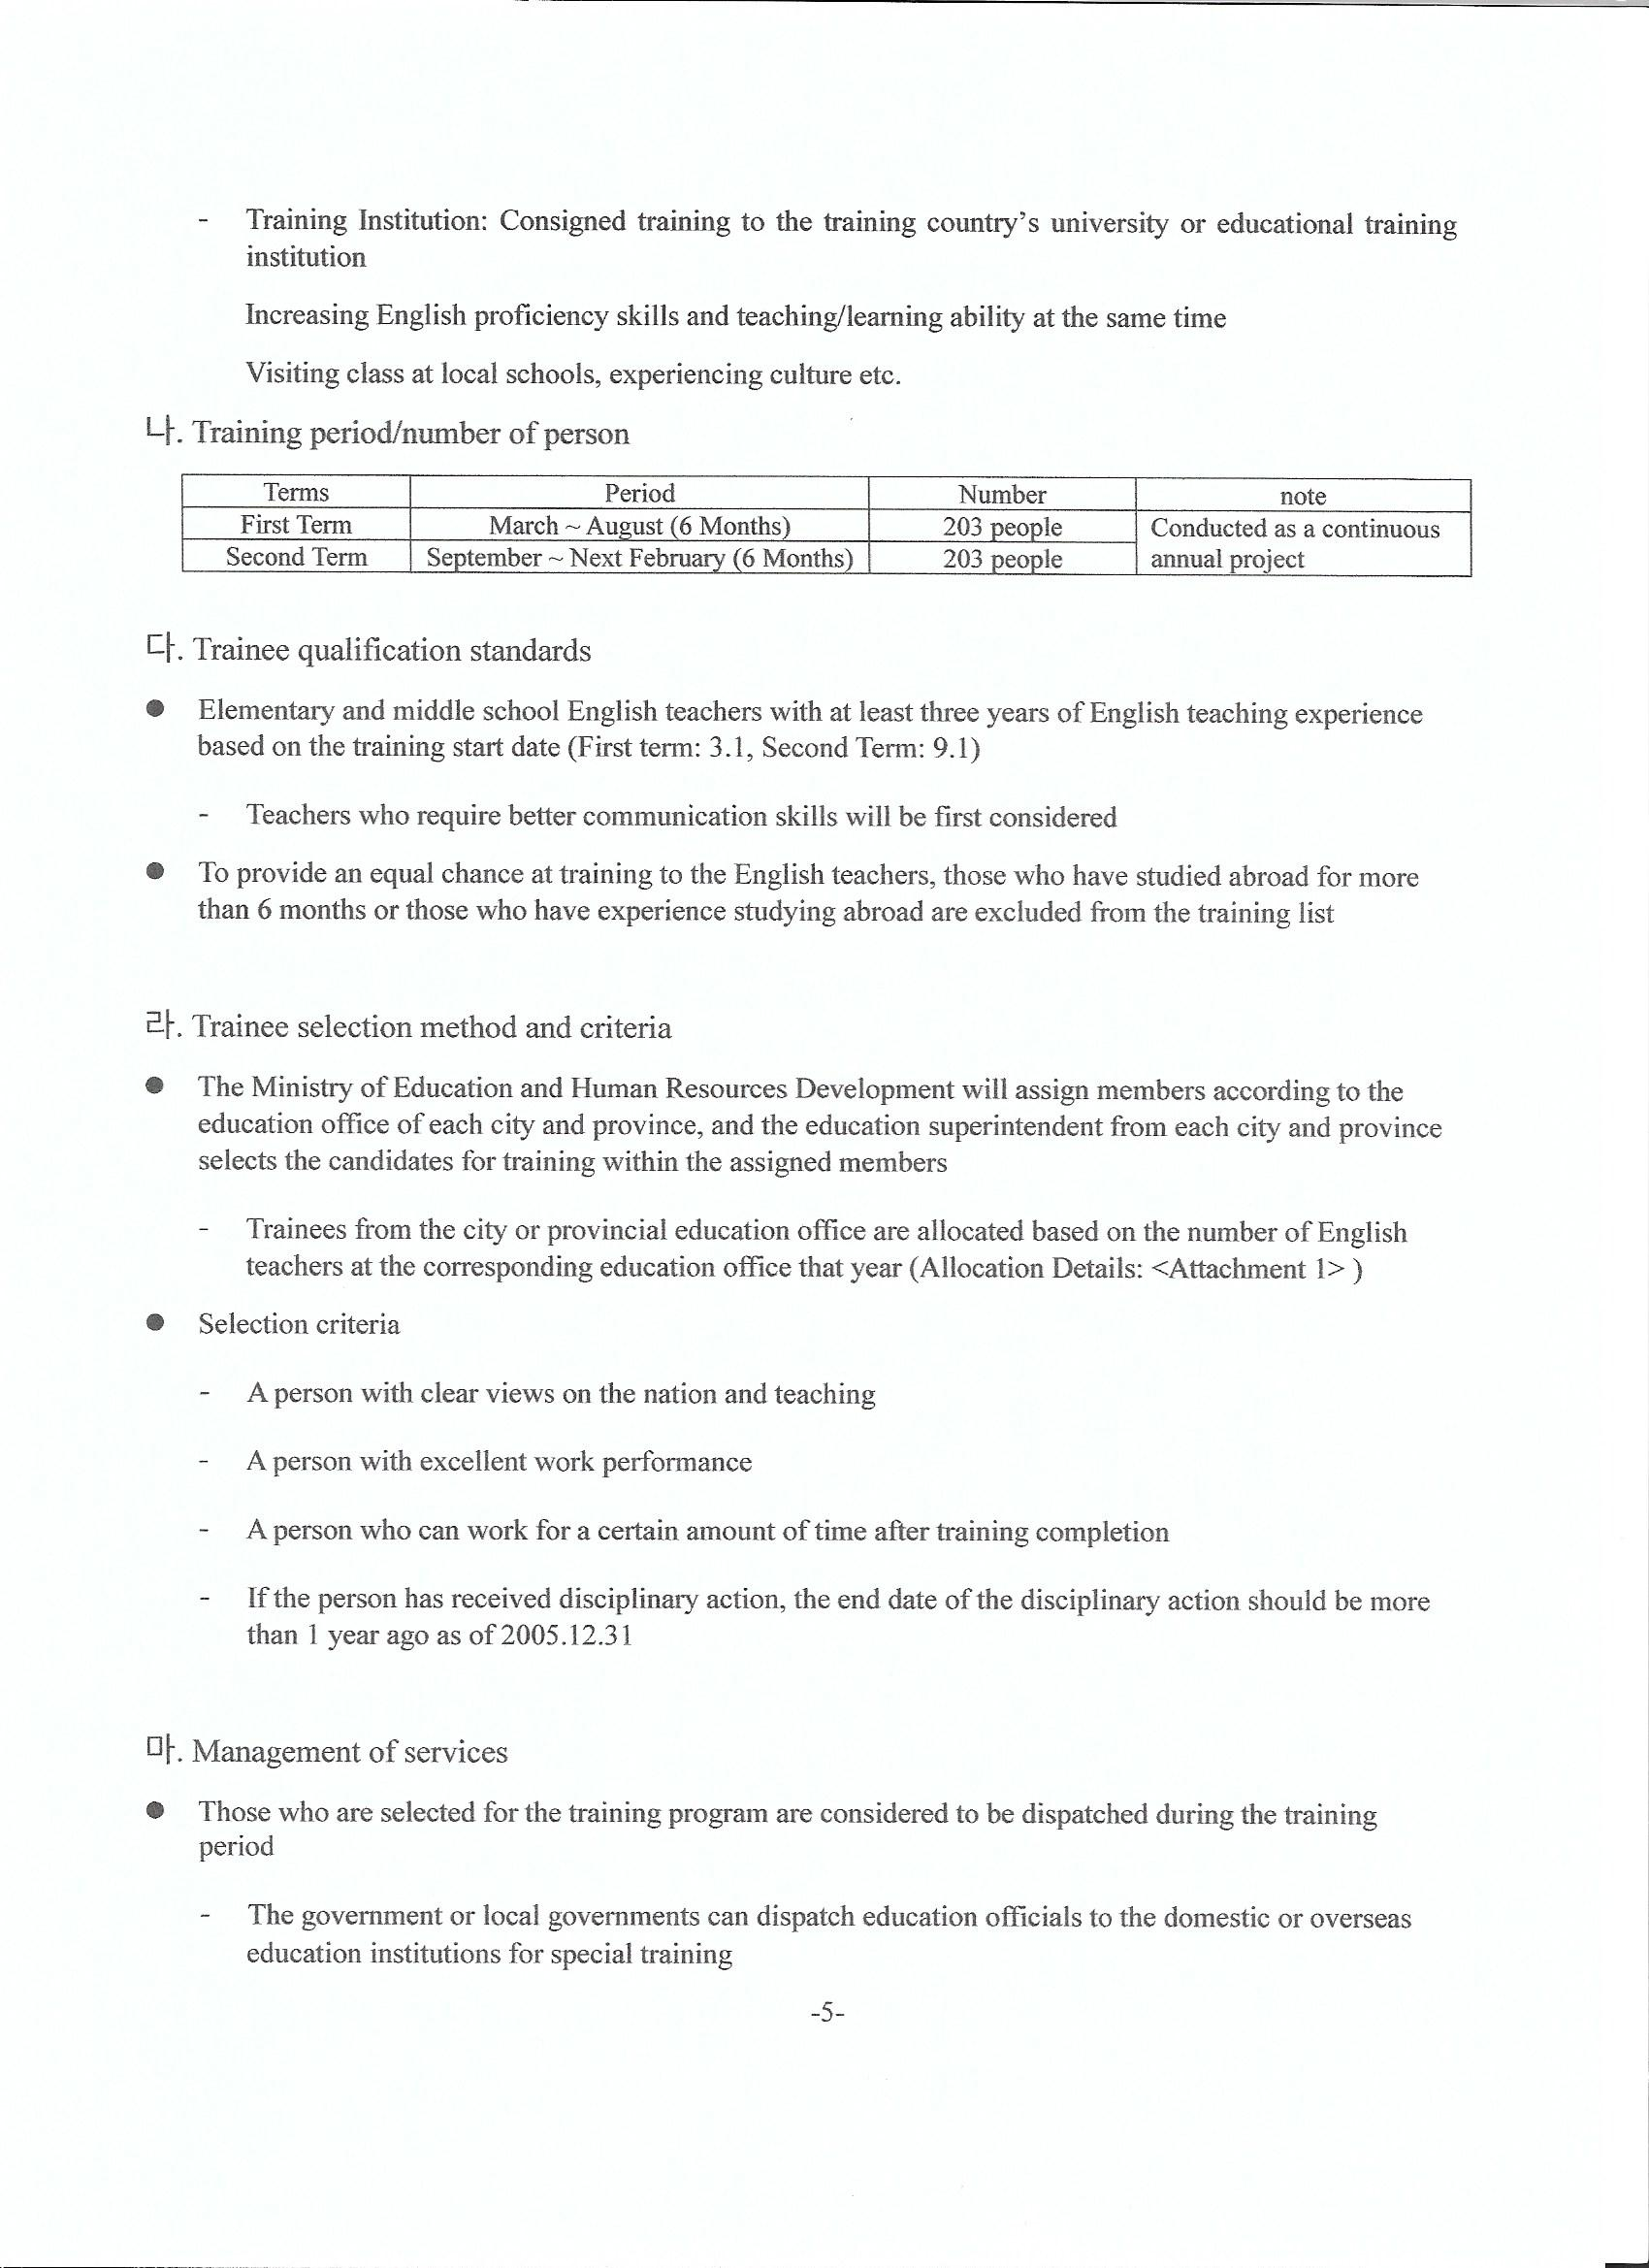 - Training Institution: Consigned training to the training country's university or educational training
institution
Increasing English proficiency skills and teaching/learning ability at the same time
Visiting class at local schools, experiencing culture etc.
나. Training period/number of person
Terms Period Number note
First Term March ~ August (6 Months) 203 people Conducted as a continuous
Second Term September ~ Next February (6 Months) 203 people annual project
다. Trainee qualification standards
● Elementary and middle school English teachers with at least three years of English teaching experience
based on the training start date (First term: 3.1, Second Term: 9.1)
- Teachers who require better communication skills will be first considered
● To provide an equal chance at training to the English teachers, those who have studied abroad for more
than 6 months or those who have experience studying abroad are excluded from the training list
라. Trainee selection method and criteria
● The Ministry of Education and Human Resources Development will assign members according to the
education office of each city and province, and the education superintendent from each city and province
selects the candidates for training within the assigned members
- Trainees from the city or provincial education office are allocated based on the number of English
teachers at the corresponding education office that year (Allocation Details: <Attachment 1> )
● Selection criteria
- A person with clear views on the nation and teaching
- A person with excellent work performance
- A person who can work for a certain amount of time after training completion
- If the person has received disciplinary action, the end date of the disciplinary action should be more
than 1 year ago as of 2005.12.31
마. Management of services
● Those who are selected for the training program are considered to be dispatched during the training
period
- The government or local governments can dispatch education officials to the domestic or overseas
education institutions for special training
-5-